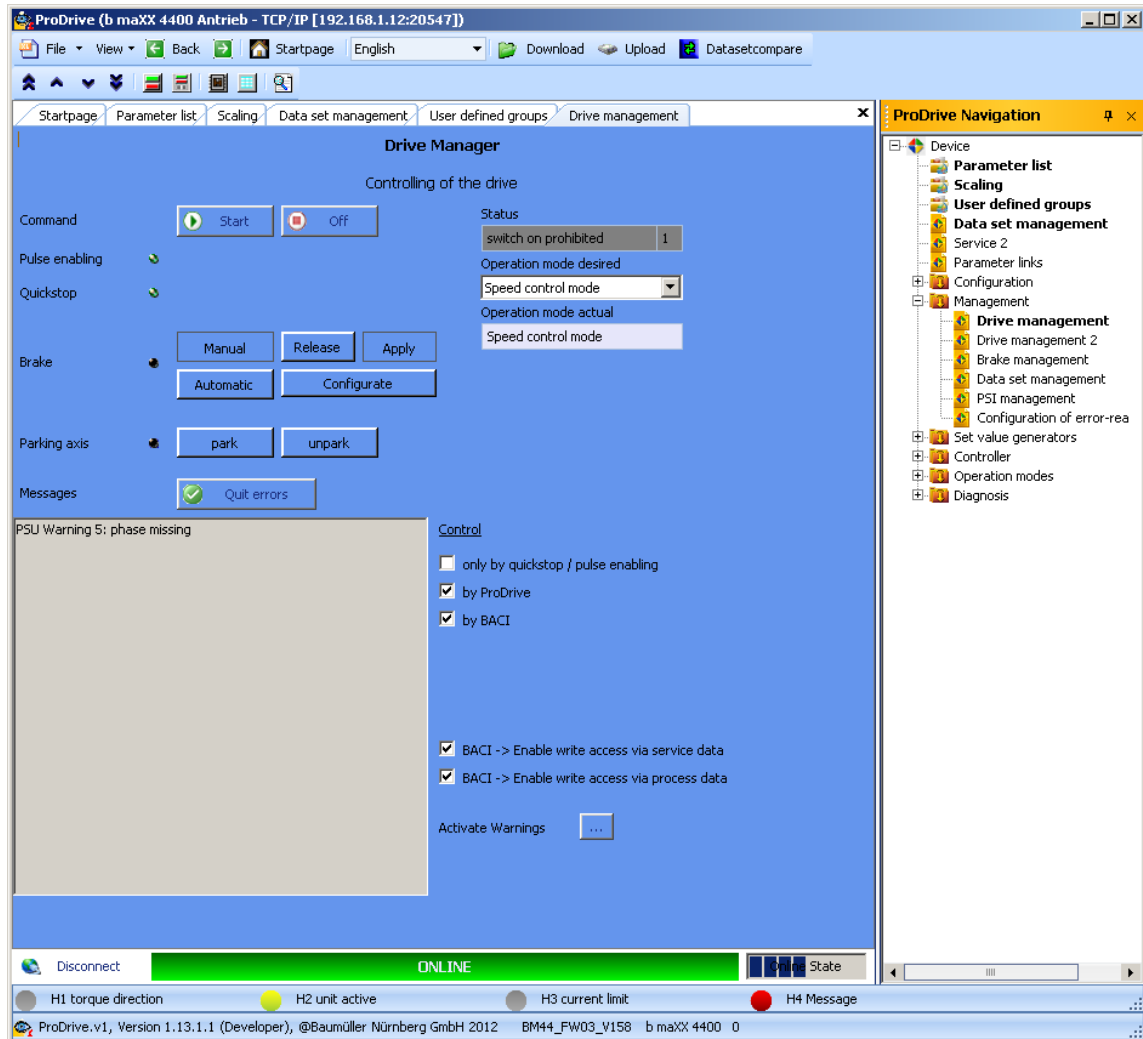 ProDrive (b maXX 4400 Antrieb - TCP/IP [192.168.1.12:20547])
File View Back Startpage English Download Upload Datasetcompare
Startpage Parameter list Scaling Data set management User defined groups Drive management
Drive Manager
Controlling of the drive
Command Start Off
Status
switch on prohibited 1
Pulse enabling
Operation mode desired
Speed control mode
Quickstop
Operation mode actual
Speed control mode
Brake
Manual Release Apply
Automatic Configurate
Parking axis park unpark
Messages Quit errors
PSU Warning 5: phase missing
Control
only by quickstop / pulse enabling
by ProDrive
by BACI
BACI -> Enable write access via service data
BACI -> Enable write access via process data
Activate Warnings ...
Disconnect ONLINE Online State
ProDrive Navigation
Device
Parameter list
Scaling
User defined groups
Data set management
Service 2
Parameter links
Configuration
Management
Drive management
Drive management 2
Brake management
Data set management
PSI management
Configuration of error-rea
Set value generators
Controller
Operation modes
Diagnosis
H1 torque direction H2 unit active H3 current limit H4 Message
ProDrive.v1, Version 1.13.1.1 (Developer), @Baumüller Nürnberg GmbH 2012 BM44_FW03_V158 b maXX 4400 0